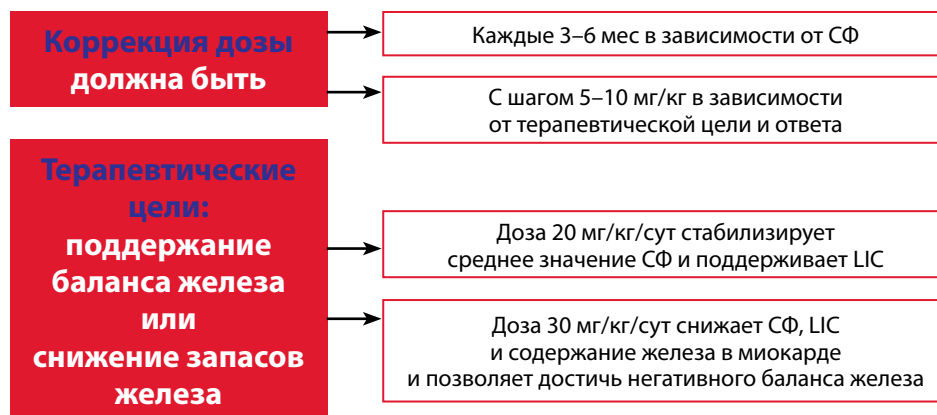 Коррекция дозы
должна быть
Каждые 3–6 мес в зависимости от СФ
С шагом 5–10 мг/кг в зависимости
от терапевтической цели и ответа
Терапевтические
цели:
поддержание
баланса железа
или
снижение запасов
железа
Доза 20 мг/кг/сут стабилизирует
среднее значение СФ и поддерживает LIC
Доза 30 мг/кг/сут снижает СФ, LIC
и содержание железа в миокарде
и позволяет достичь негативного баланса железа